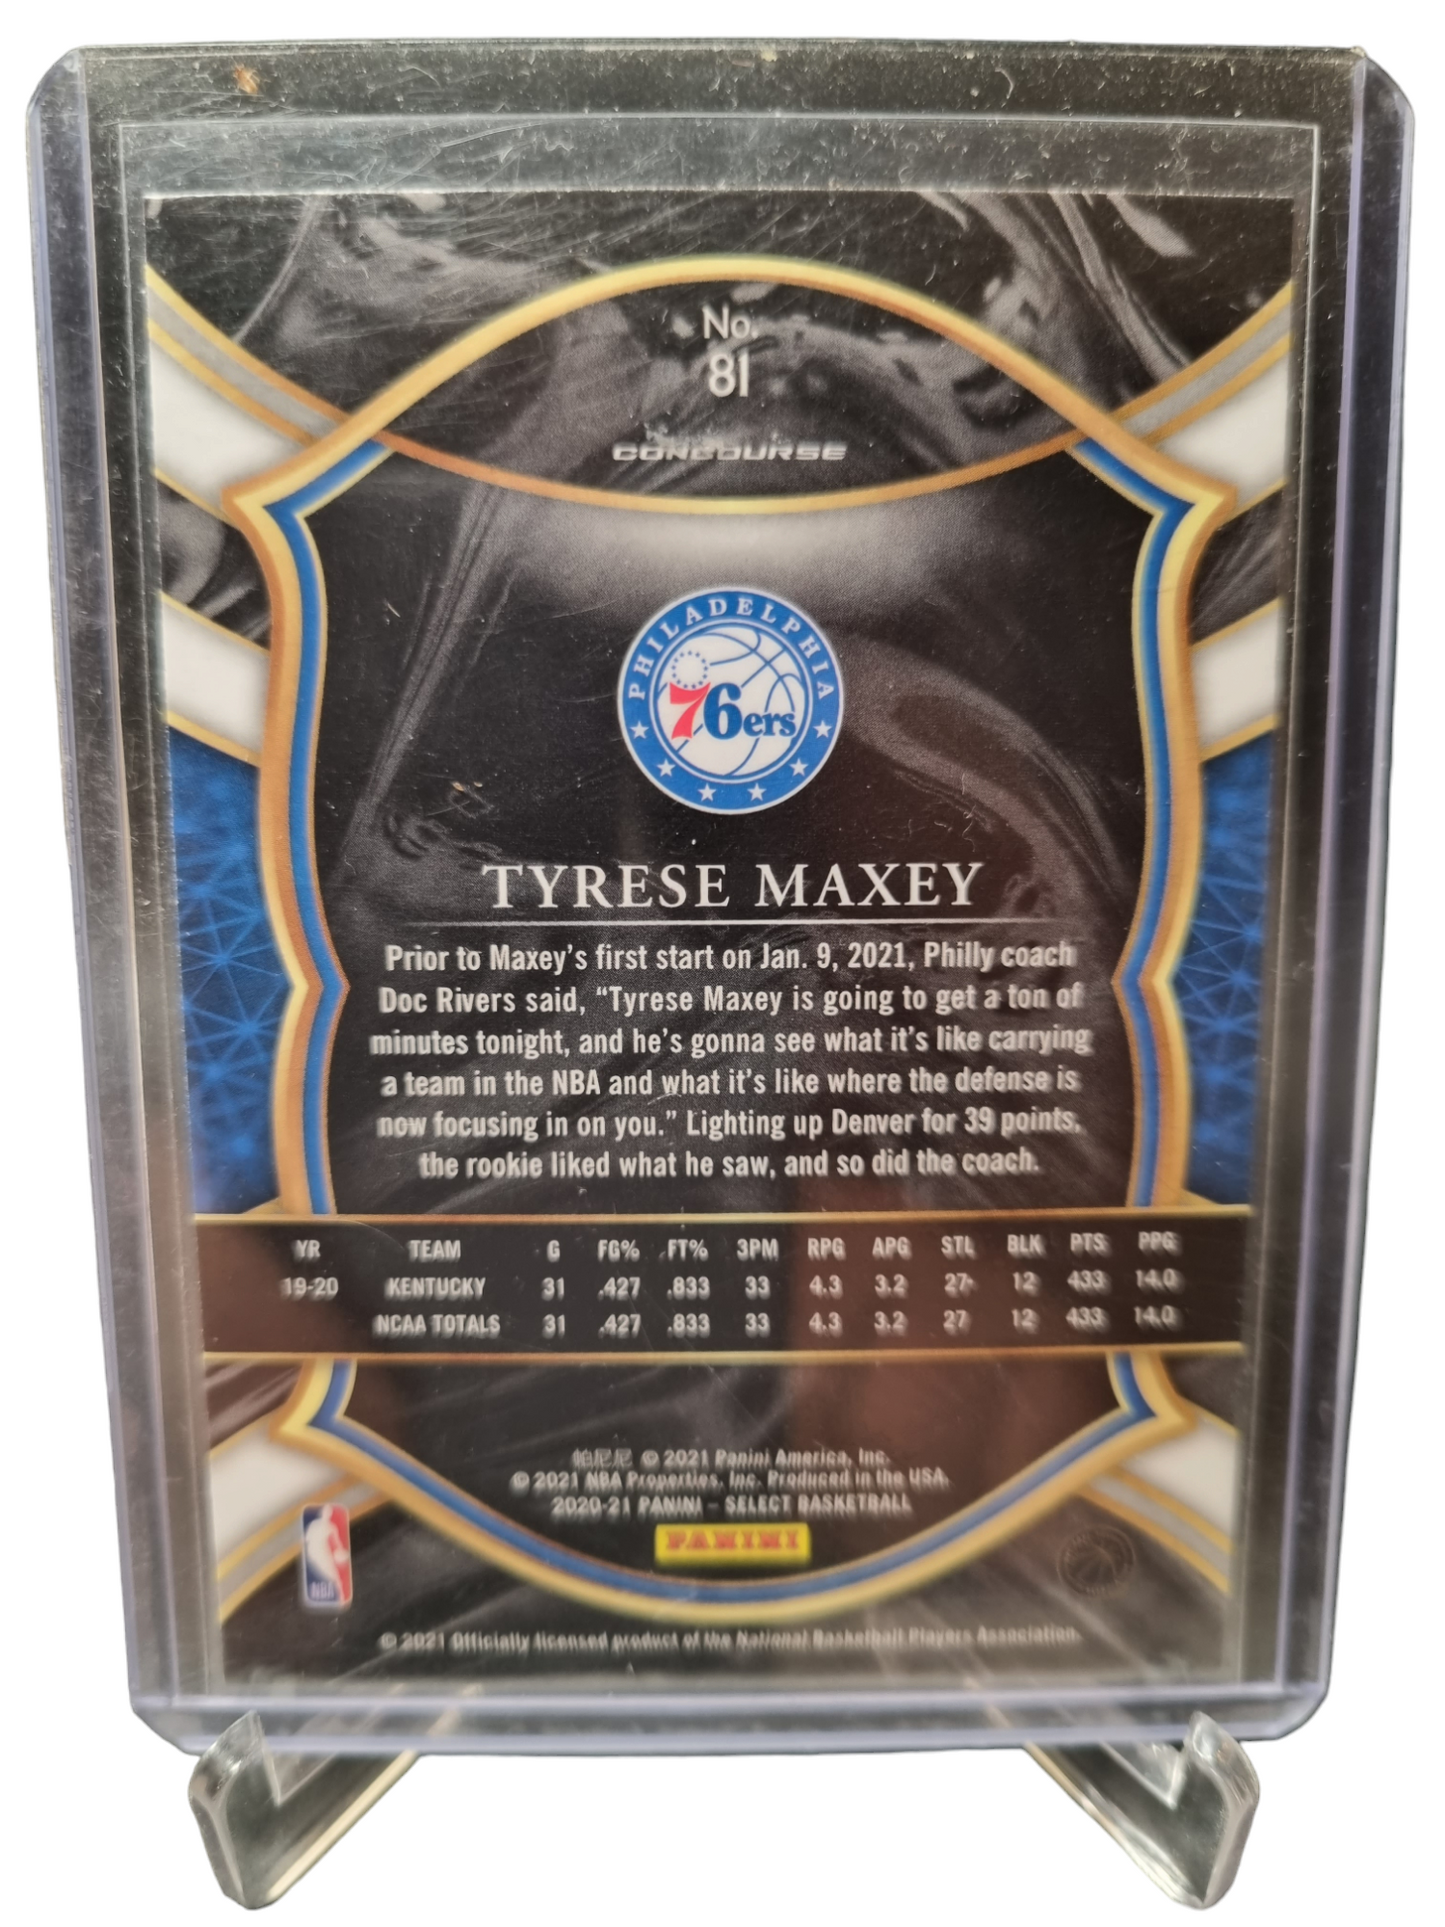 No.
81
CONCOURSE
PHILADELPHIA
76ers
TYRESE MAXEY
Prior to Maxey's first start on Jan. 9, 2021, Philly coach
Doc Rivers said, "Tyrese Maxey is going to get a ton of
minutes tonight, and he's gonna see what it's like carrying
a team in the NBA and what it's like where the defense is
now focusing in on you." Lighting up Denver for 39 points,
the rookie liked what he saw, and so did the coach.
YR TEAM G FG% FT% 3PM RPG APG STL BLK PTS PPG
19-20 KENTUCKY 31 .427 .833 33 4.3 3.2 27 12 433 14.0
NCAA TOTALS 31 .427 .833 33 4.3 3.2 27 12 433 14.0
帕尼尼 © 2021 Panini America, Inc.
© 2021 NBA Properties, Inc. Produced in the USA.
2020-21 PANINI – SELECT BASKETBALL
PANINI
NBA
© 2021 Officially licensed product of the National Basketball Players Association.